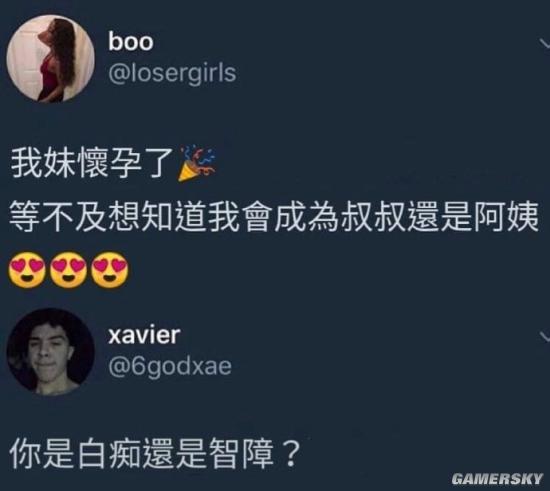 boo
@losergirls
我妹懷孕了🎉
等不及想知道我會成為叔叔還是阿姨
😍😍😍
xavier
@6godxae
你是白痴還是智障？
GAMERSKY